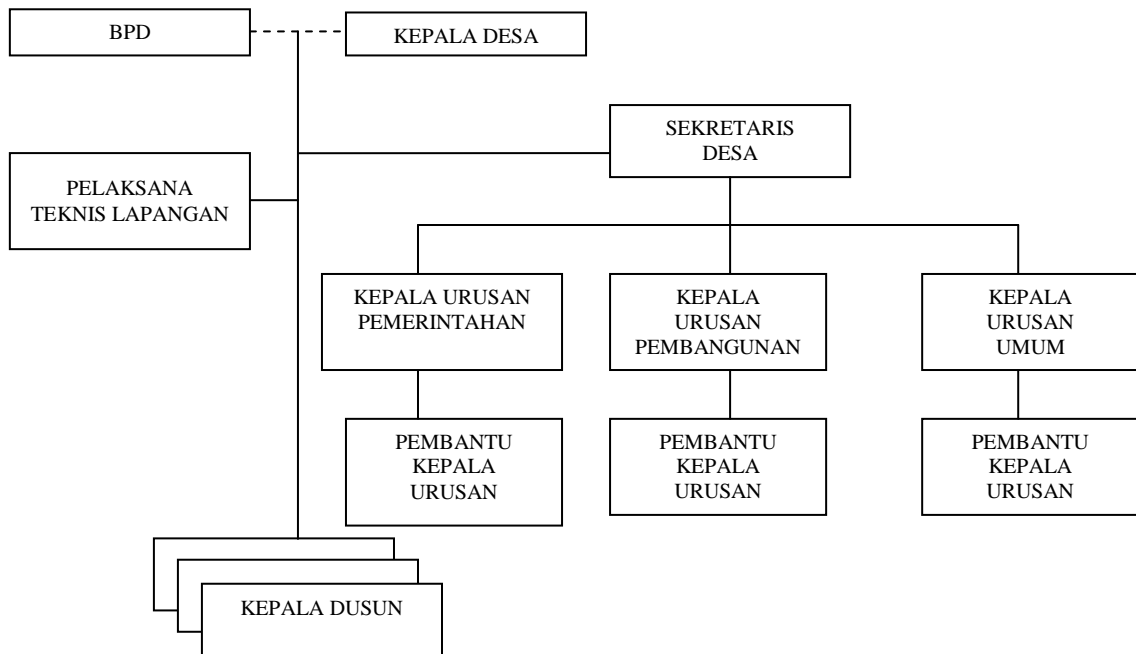 BPD
KEPALA DESA
SEKRETARIS
DESA
PELAKSANA
TEKNIS LAPANGAN
KEPALA URUSAN
PEMERINTAHAN
KEPALA
URUSAN
PEMBANGUNAN
KEPALA
URUSAN
UMUM
PEMBANTU
KEPALA
URUSAN
PEMBANTU
KEPALA
URUSAN
PEMBANTU
KEPALA
URUSAN
KEPALA DUSUN